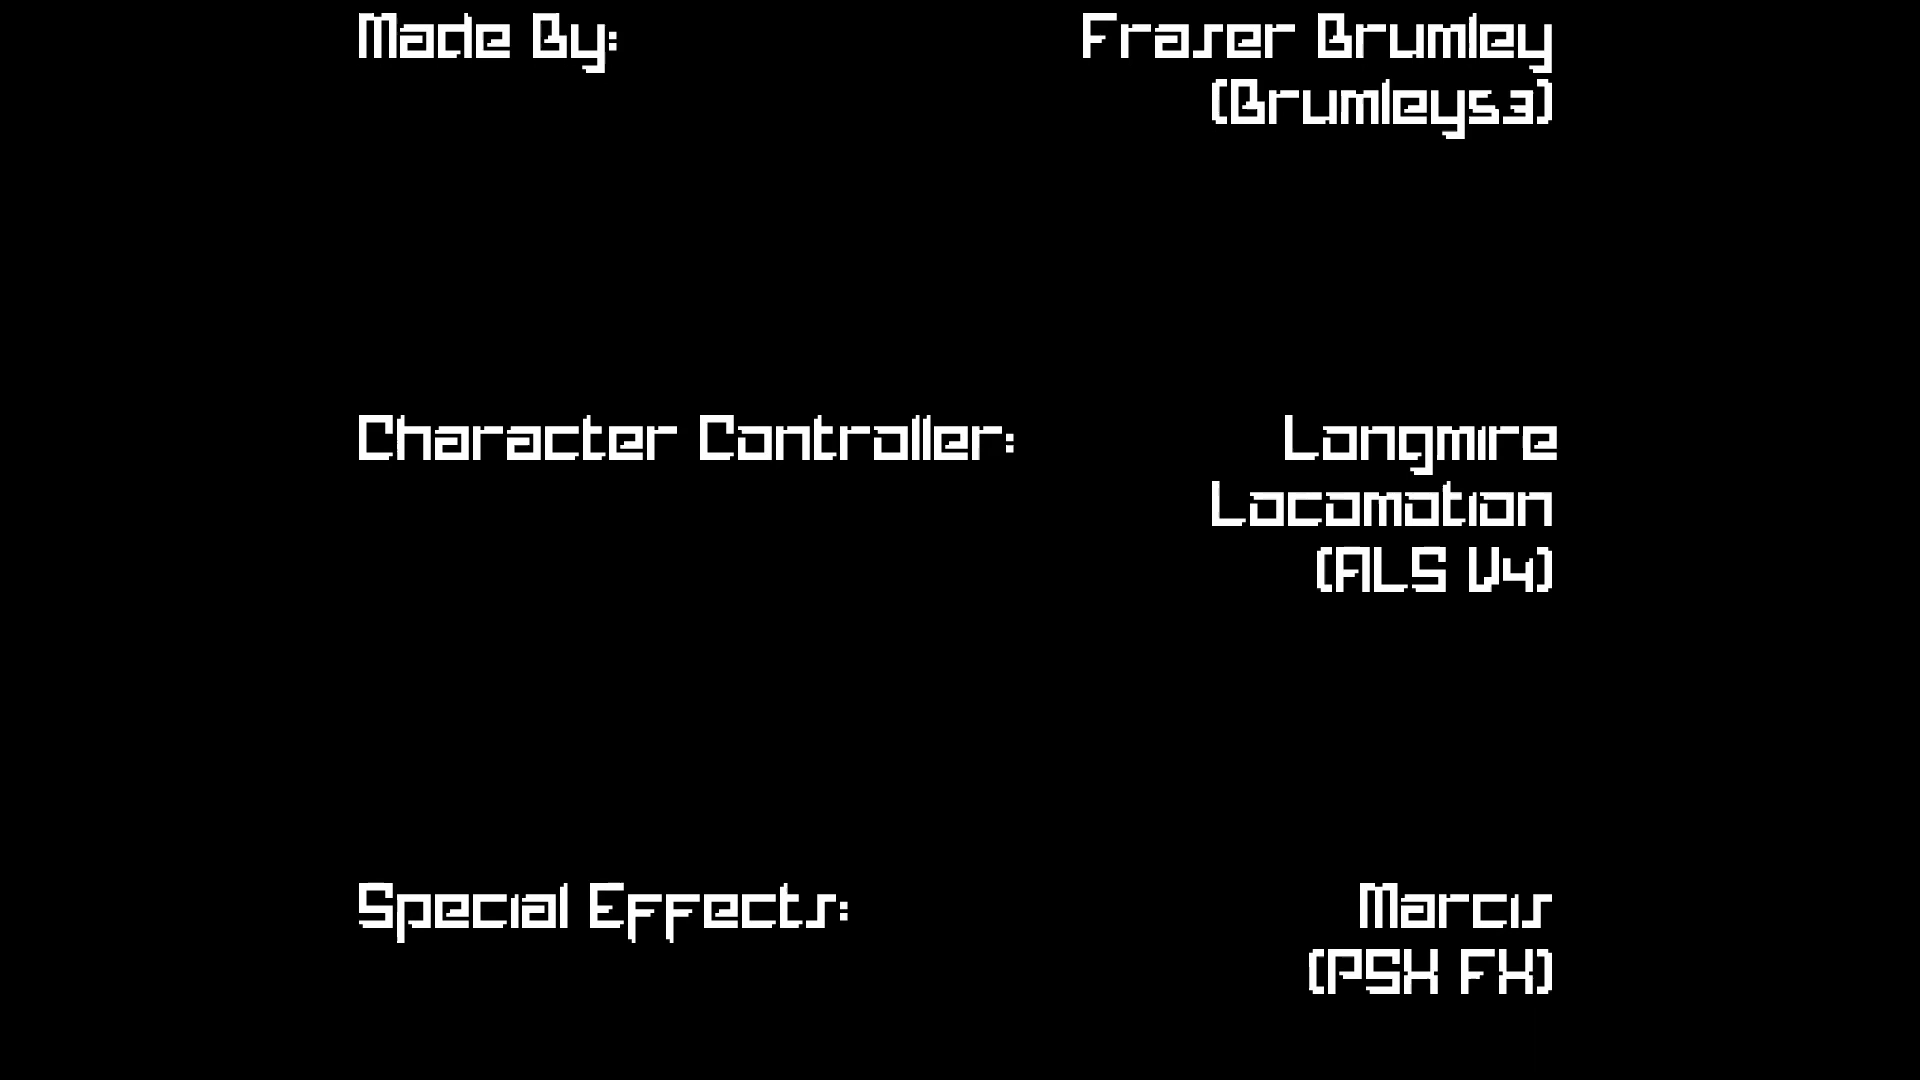 Made By: Fraser Brumley
(Brumleys3)
Character Controller: Longmire
Locomotion
(ALS V4)
Special Effects: Marcis
(PSX FX)